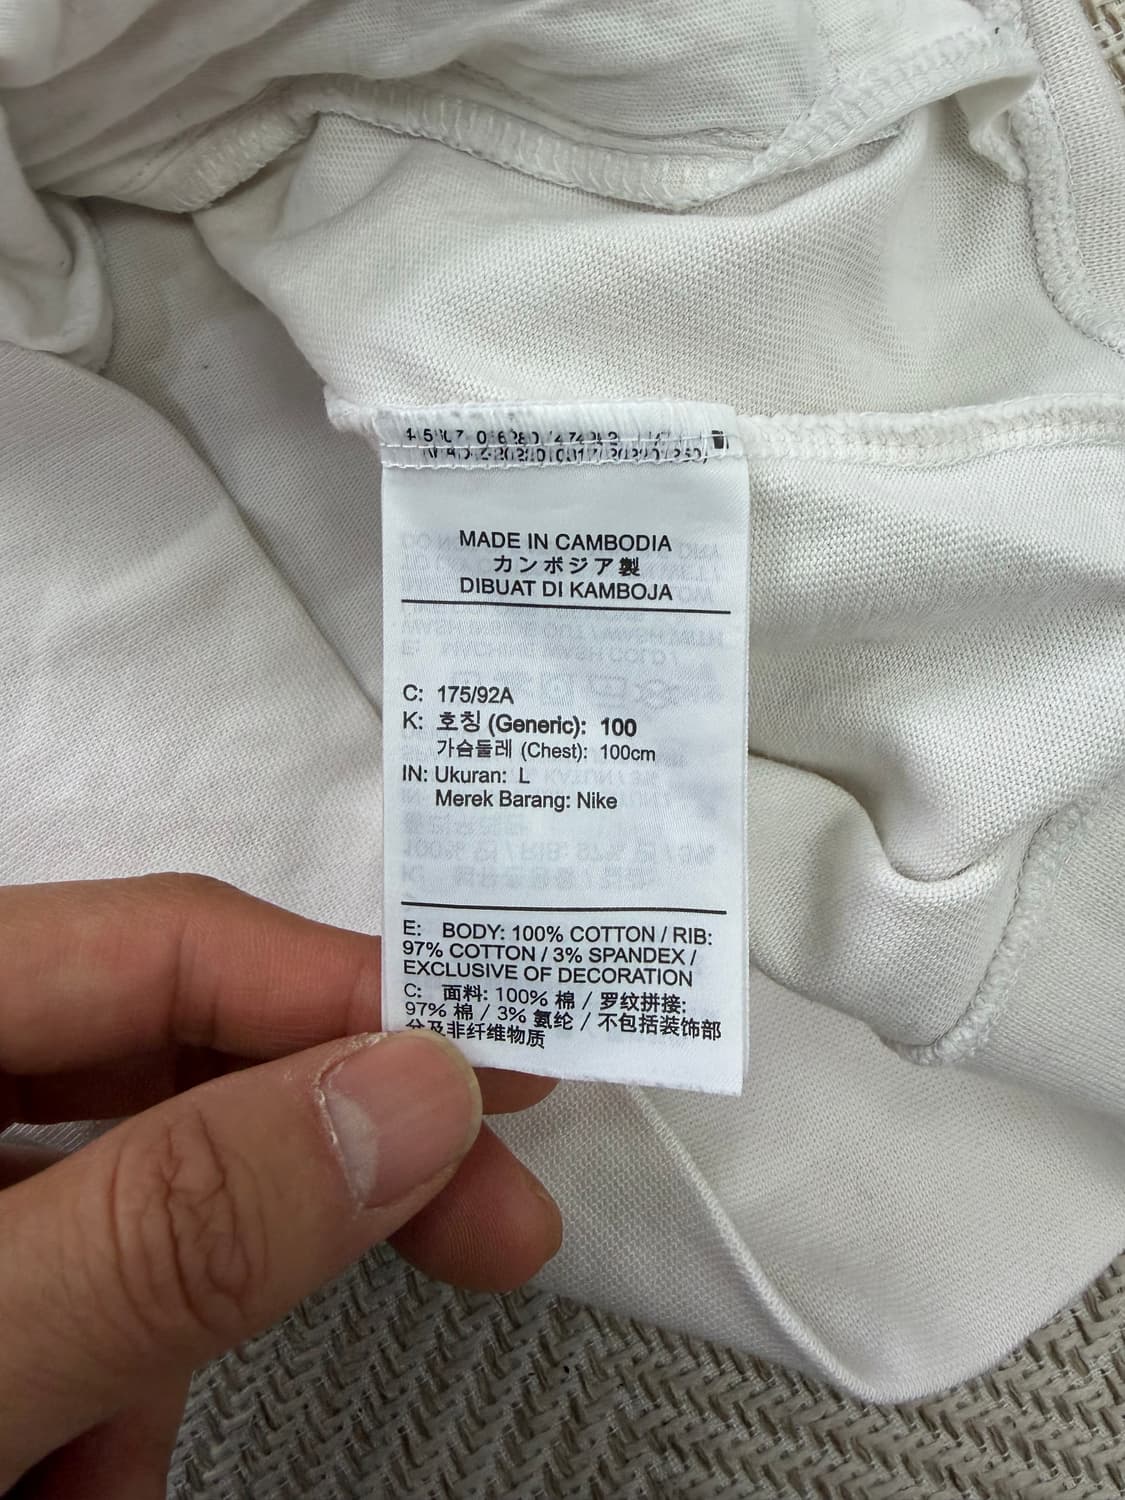 MADE IN CAMBODIA
カンボジア製
DIBUAT DI KAMBOJA
C: 175/92A
K: 호칭 (Generic): 100
가슴둘레 (Chest): 100cm
IN: Ukuran: L
Merek Barang: Nike
E: BODY: 100% COTTON / RIB:
97% COTTON / 3% SPANDEX /
EXCLUSIVE OF DECORATION
C: 面料: 100% 棉 / 罗纹拼接:
97% 棉 / 3% 氨纶 / 不包括装饰部
分及非纤维物质